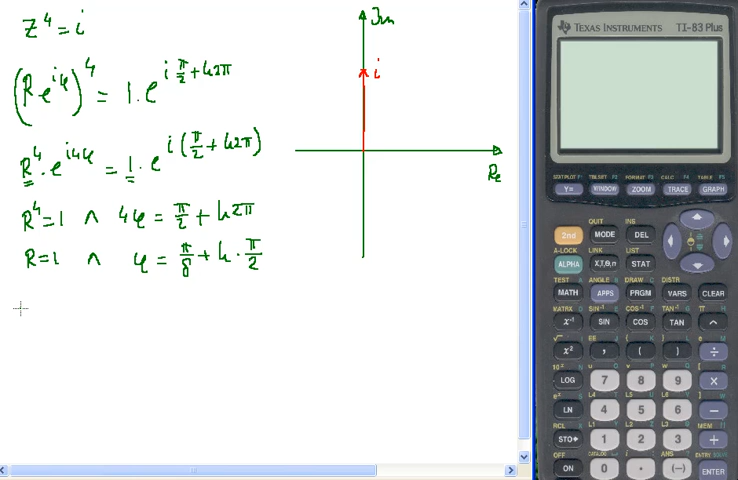 Z⁴ = i
(Re^{iφ})⁴ = 1·e^{i π/2 + k2π}
R⁴·e^{i4φ} = 1·e^{i(π/2 + k2π)}
R⁴=1 ∧ 4φ = π/2 + k2π
R=1 ∧ φ = π/8 + k·π/2
Im
i
Re
TEXAS INSTRUMENTS TI-83 Plus
STAT PLOT F1 TBLSET F2 FORMAT F3 CALC F4 TABLE F5
Y= WINDOW ZOOM TRACE GRAPH
QUIT INS
2nd MODE DEL
A-LOCK LINK LIST
ALPHA X,T,Θ,n STAT
TEST A ANGLE B DRAW C DISTR
MATH APPS PRGM VARS CLEAR
MATRX D SIN⁻¹ E COS⁻¹ F TAN⁻¹ G π H
x⁻¹ SIN COS TAN ^
√ I EE J { K } L e M
x² , ( ) ÷
10ˣ N u O v P w Q [ R
LOG 7 8 9 ×
eˣ S L4 T L5 U L6 V ] W
LN 4 5 6 −
RCL X L1 Y L2 Z L3 θ MEM "
STO▸ 1 2 3 +
OFF CATALOG i : ANS ? ENTRY SOLVE
ON 0 . (−) ENTER